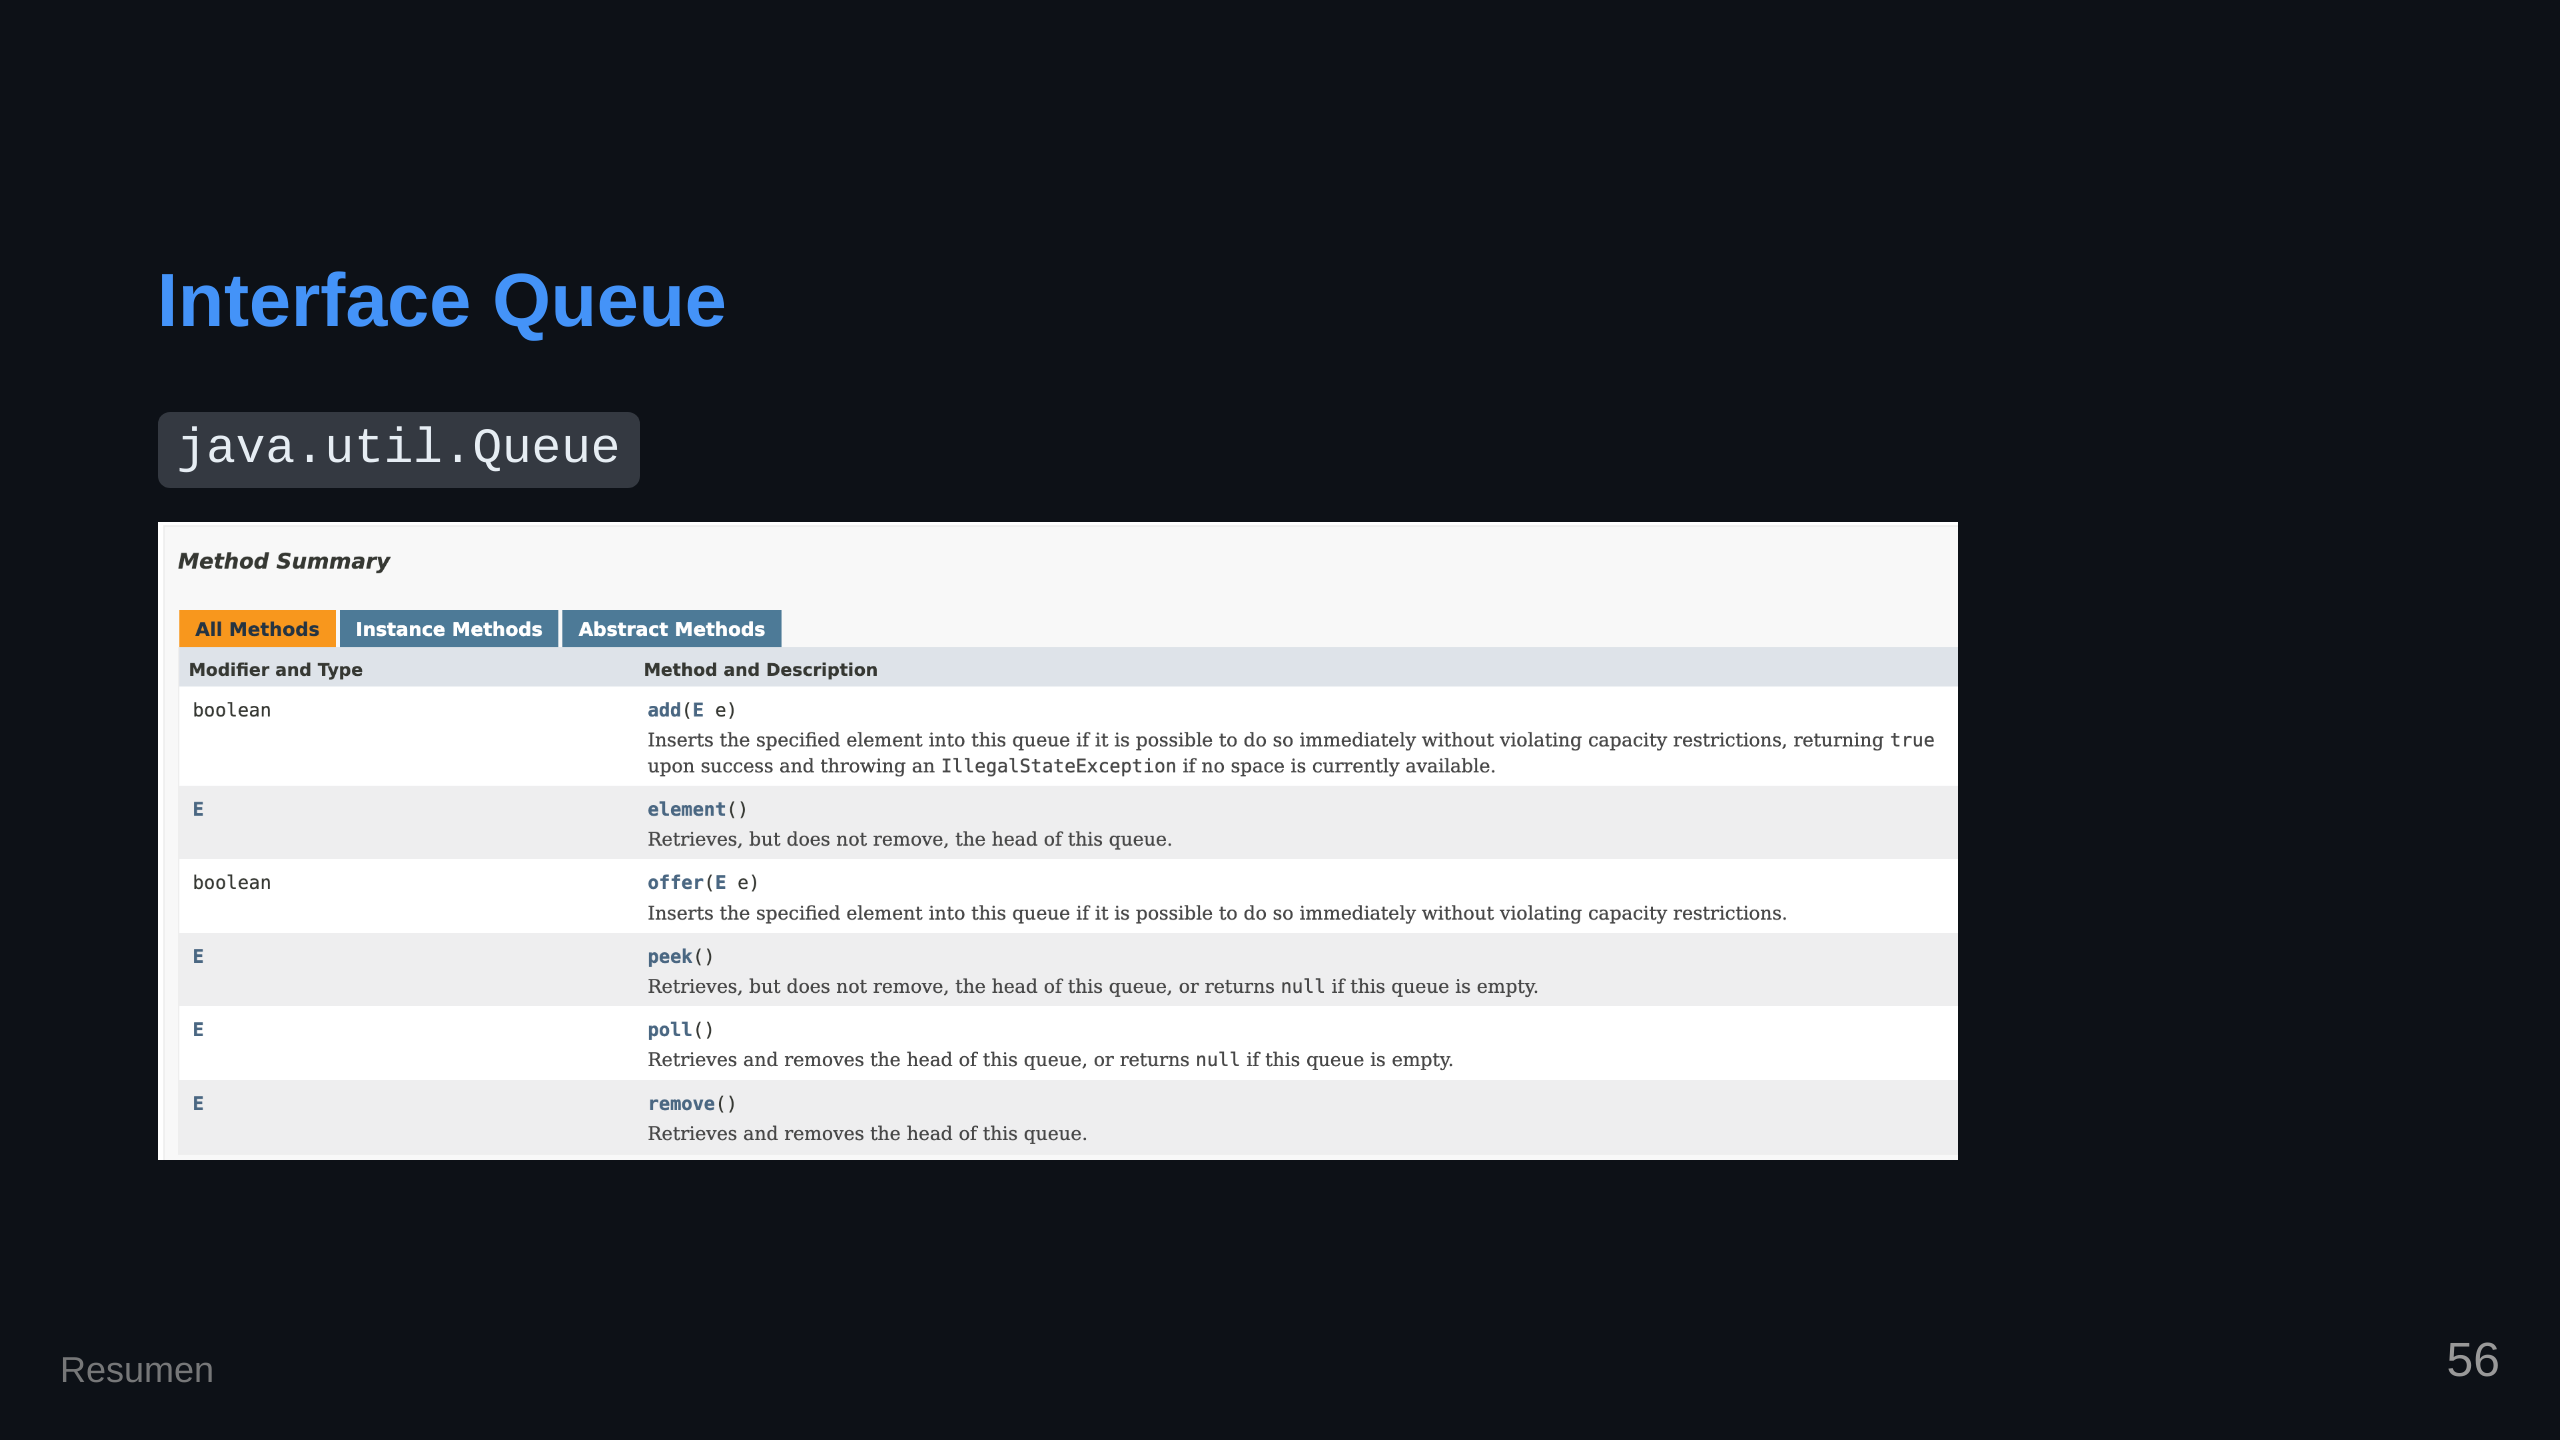 Interface Queue
java.util.Queue
Method Summary
All Methods Instance Methods Abstract Methods
Modifier and Type Method and Description
boolean add(E e)
Inserts the specified element into this queue if it is possible to do so immediately without violating capacity restrictions, returning true
upon success and throwing an IllegalStateException if no space is currently available.
E element()
Retrieves, but does not remove, the head of this queue.
boolean offer(E e)
Inserts the specified element into this queue if it is possible to do so immediately without violating capacity restrictions.
E peek()
Retrieves, but does not remove, the head of this queue, or returns null if this queue is empty.
E poll()
Retrieves and removes the head of this queue, or returns null if this queue is empty.
E remove()
Retrieves and removes the head of this queue.
Resumen 56